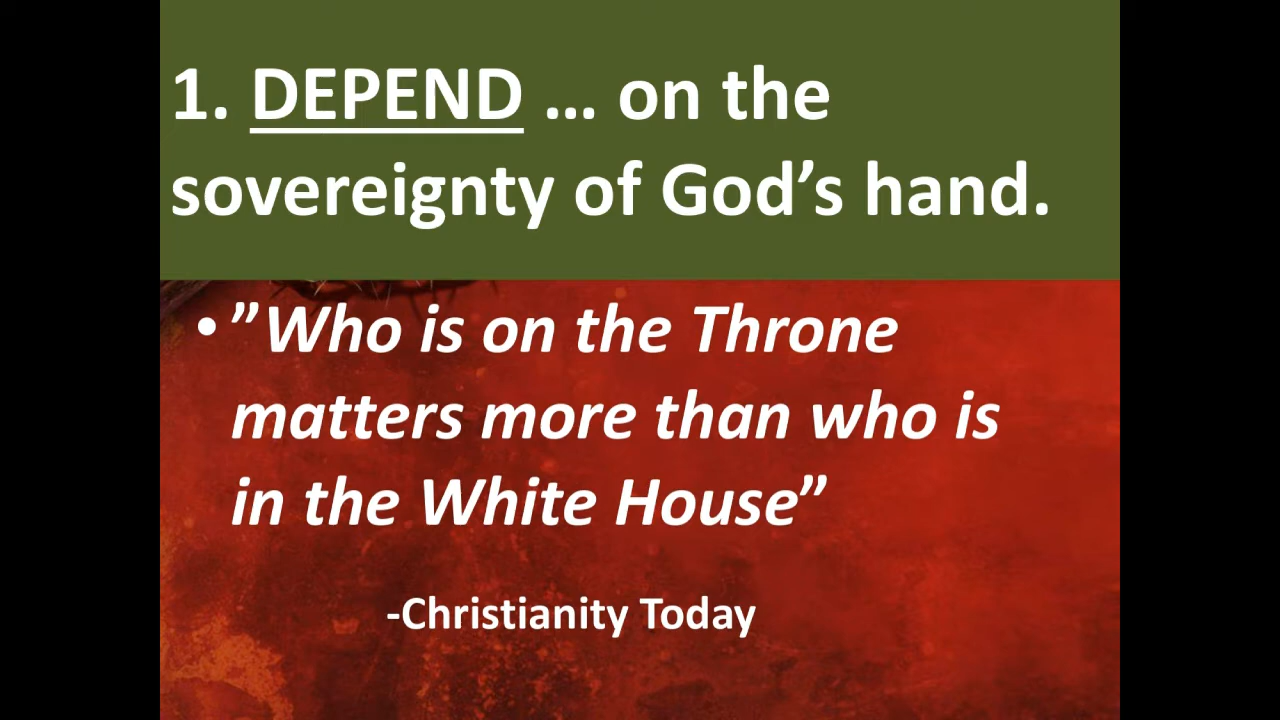 1. DEPEND … on the
sovereignty of God’s hand.
• ”Who is on the Throne
matters more than who is
in the White House”
-Christianity Today